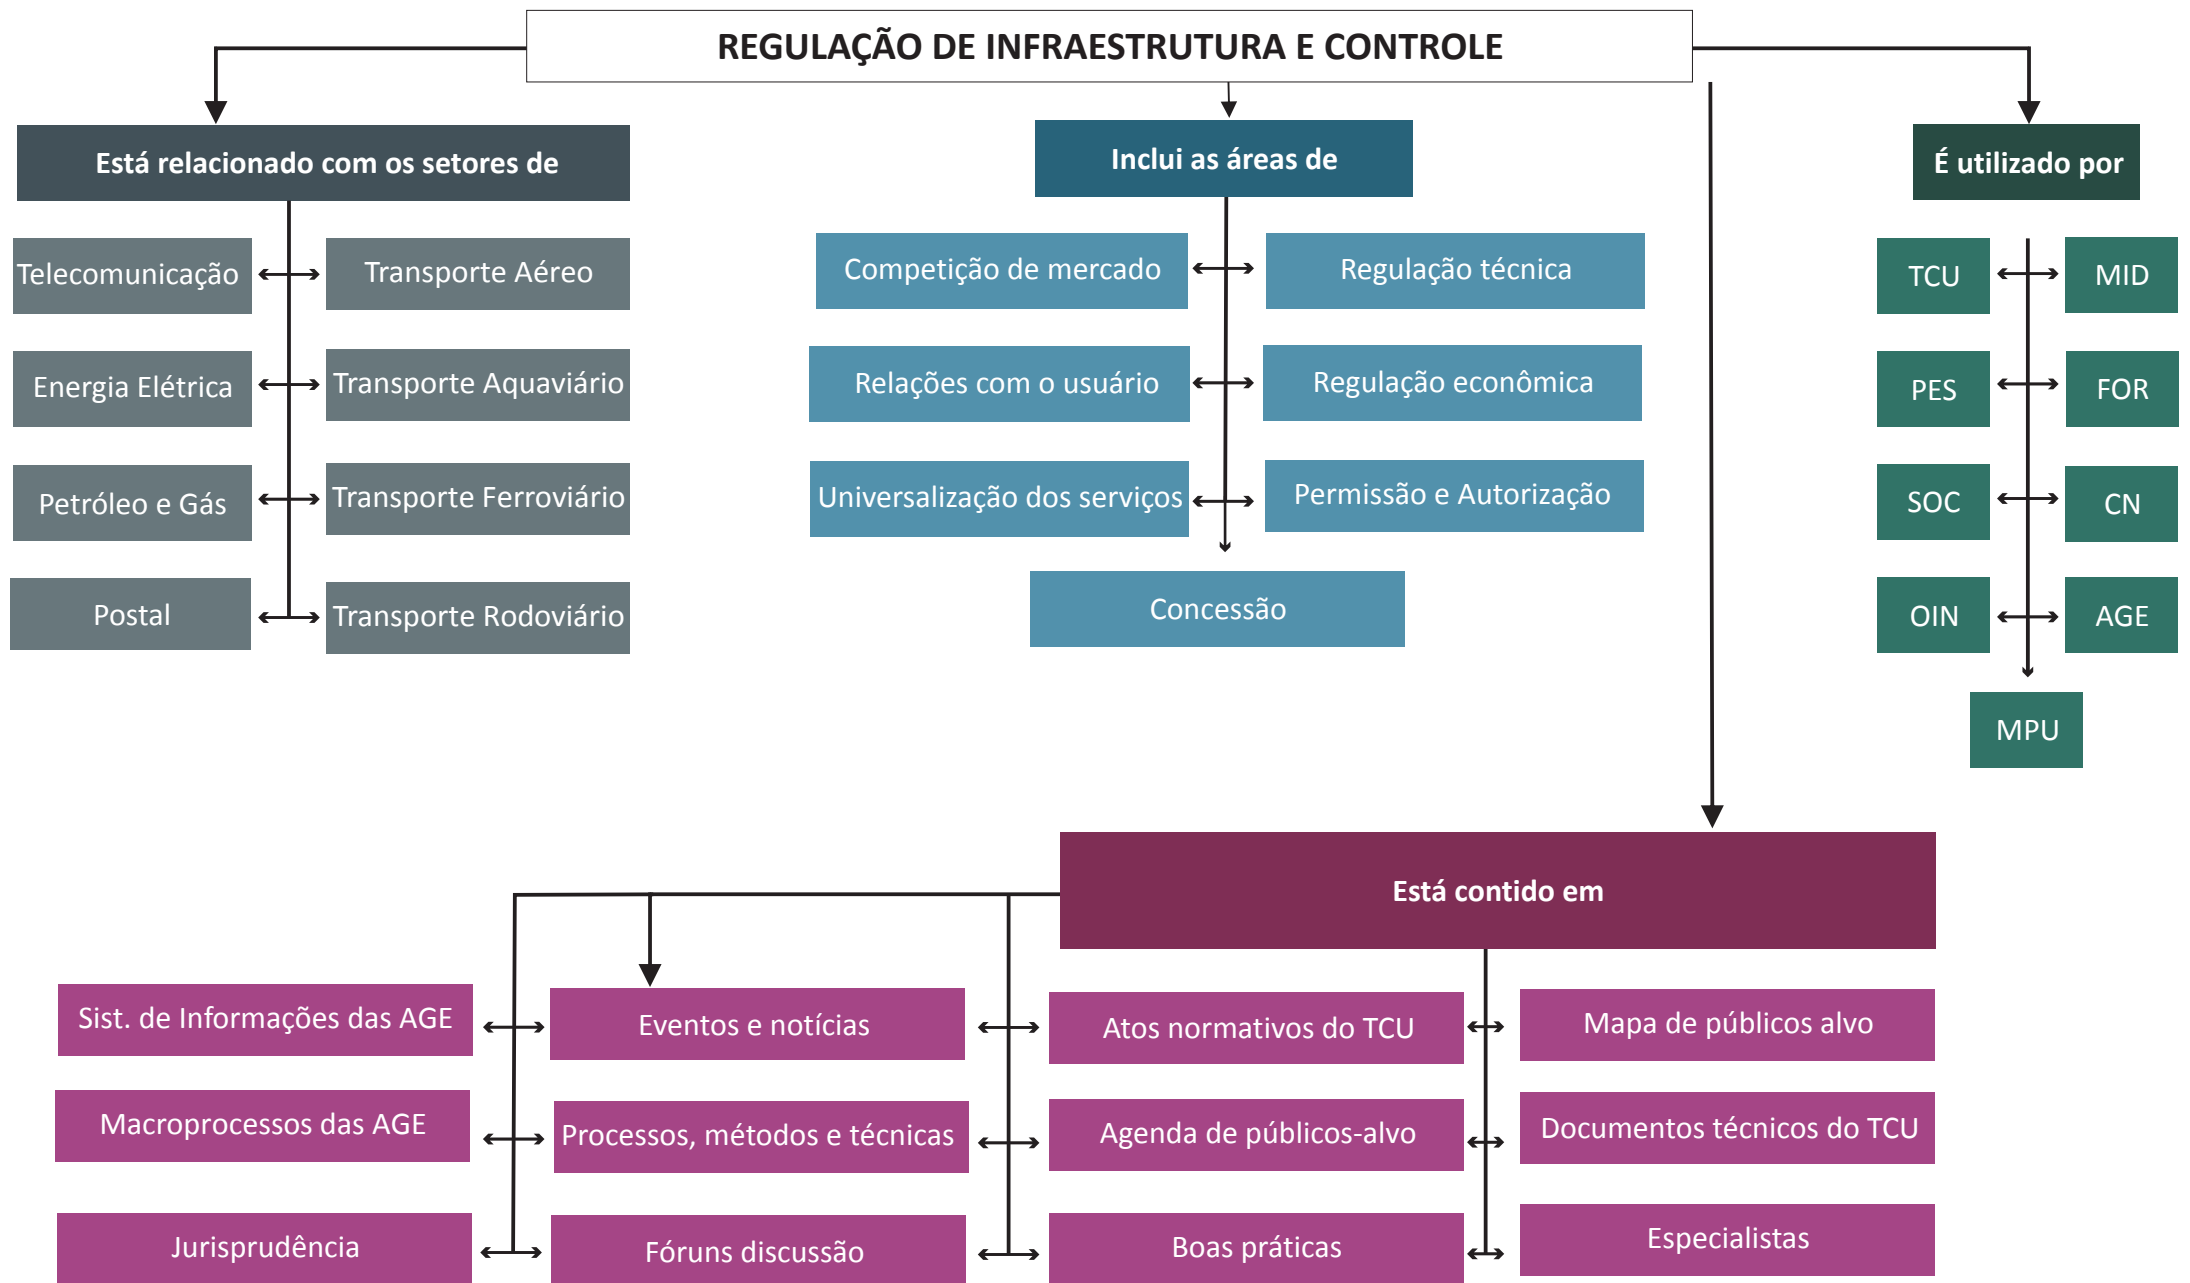 REGULAÇÃO DE INFRAESTRUTURA E CONTROLE
Está relacionado com os setores de
Telecomunicação
Transporte Aéreo
Energia Elétrica
Transporte Aquaviário
Petróleo e Gás
Transporte Ferroviário
Postal
Transporte Rodoviário
Inclui as áreas de
Competição de mercado
Regulação técnica
Relações com o usuário
Regulação econômica
Universalização dos serviços
Permissão e Autorização
Concessão
É utilizado por
TCU
MID
PES
FOR
SOC
CN
OIN
AGE
MPU
Está contido em
Sist. de Informações das AGE
Eventos e notícias
Atos normativos do TCU
Mapa de públicos alvo
Macroprocessos das AGE
Processos, métodos e técnicas
Agenda de públicos-alvo
Documentos técnicos do TCU
Jurisprudência
Fóruns discussão
Boas práticas
Especialistas